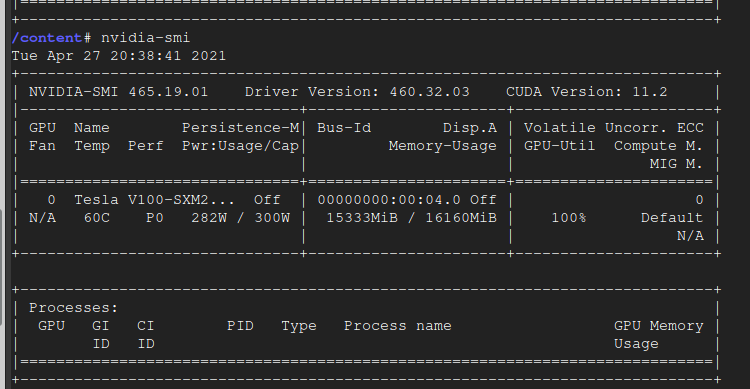 |=============================================================================|
+-----------------------------------------------------------------------------+
/content# nvidia-smi
Tue Apr 27 20:38:41 2021
+-----------------------------------------------------------------------------+
| NVIDIA-SMI 465.19.01    Driver Version: 460.32.03    CUDA Version: 11.2     |
|-------------------------------+----------------------+----------------------+
| GPU  Name        Persistence-M| Bus-Id        Disp.A | Volatile Uncorr. ECC |
| Fan  Temp  Perf  Pwr:Usage/Cap|         Memory-Usage | GPU-Util  Compute M. |
|                               |                      |               MIG M. |
|===============================+======================+======================|
|   0  Tesla V100-SXM2...  Off  | 00000000:00:04.0 Off |                    0 |
| N/A   60C    P0   282W / 300W |  15333MiB / 16160MiB |    100%      Default |
|                               |                      |                  N/A |
+-------------------------------+----------------------+----------------------+

+-----------------------------------------------------------------------------+
| Processes:                                                                  |
|  GPU   GI   CI        PID   Type   Process name                  GPU Memory |
|        ID   ID                                                   Usage      |
|=============================================================================|
+-----------------------------------------------------------------------------+